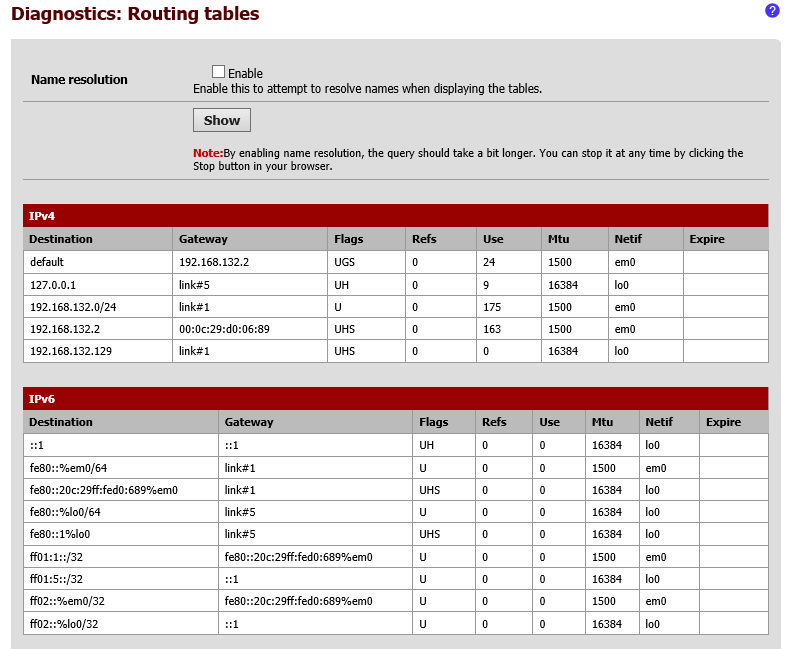 Diagnostics: Routing tables
?
Name resolution
Enable
Enable this to attempt to resolve names when displaying the tables.
Show
Note:By enabling name resolution, the query should take a bit longer. You can stop it at any time by clicking the
Stop button in your browser.
IPv4
Destination Gateway Flags Refs Use Mtu Netif Expire
default 192.168.132.2 UGS 0 24 1500 em0
127.0.0.1 link#5 UH 0 9 16384 lo0
192.168.132.0/24 link#1 U 0 175 1500 em0
192.168.132.2 00:0c:29:d0:06:89 UHS 0 163 1500 em0
192.168.132.129 link#1 UHS 0 0 16384 lo0
IPv6
Destination Gateway Flags Refs Use Mtu Netif Expire
::1 ::1 UH 0 0 16384 lo0
fe80::%em0/64 link#1 U 0 0 1500 em0
fe80::20c:29ff:fed0:689%em0 link#1 UHS 0 0 16384 lo0
fe80::%lo0/64 link#5 U 0 0 16384 lo0
fe80::1%lo0 link#5 UHS 0 0 16384 lo0
ff01:1::/32 fe80::20c:29ff:fed0:689%em0 U 0 0 1500 em0
ff01:5::/32 ::1 U 0 0 16384 lo0
ff02::%em0/32 fe80::20c:29ff:fed0:689%em0 U 0 0 1500 em0
ff02::%lo0/32 ::1 U 0 0 16384 lo0